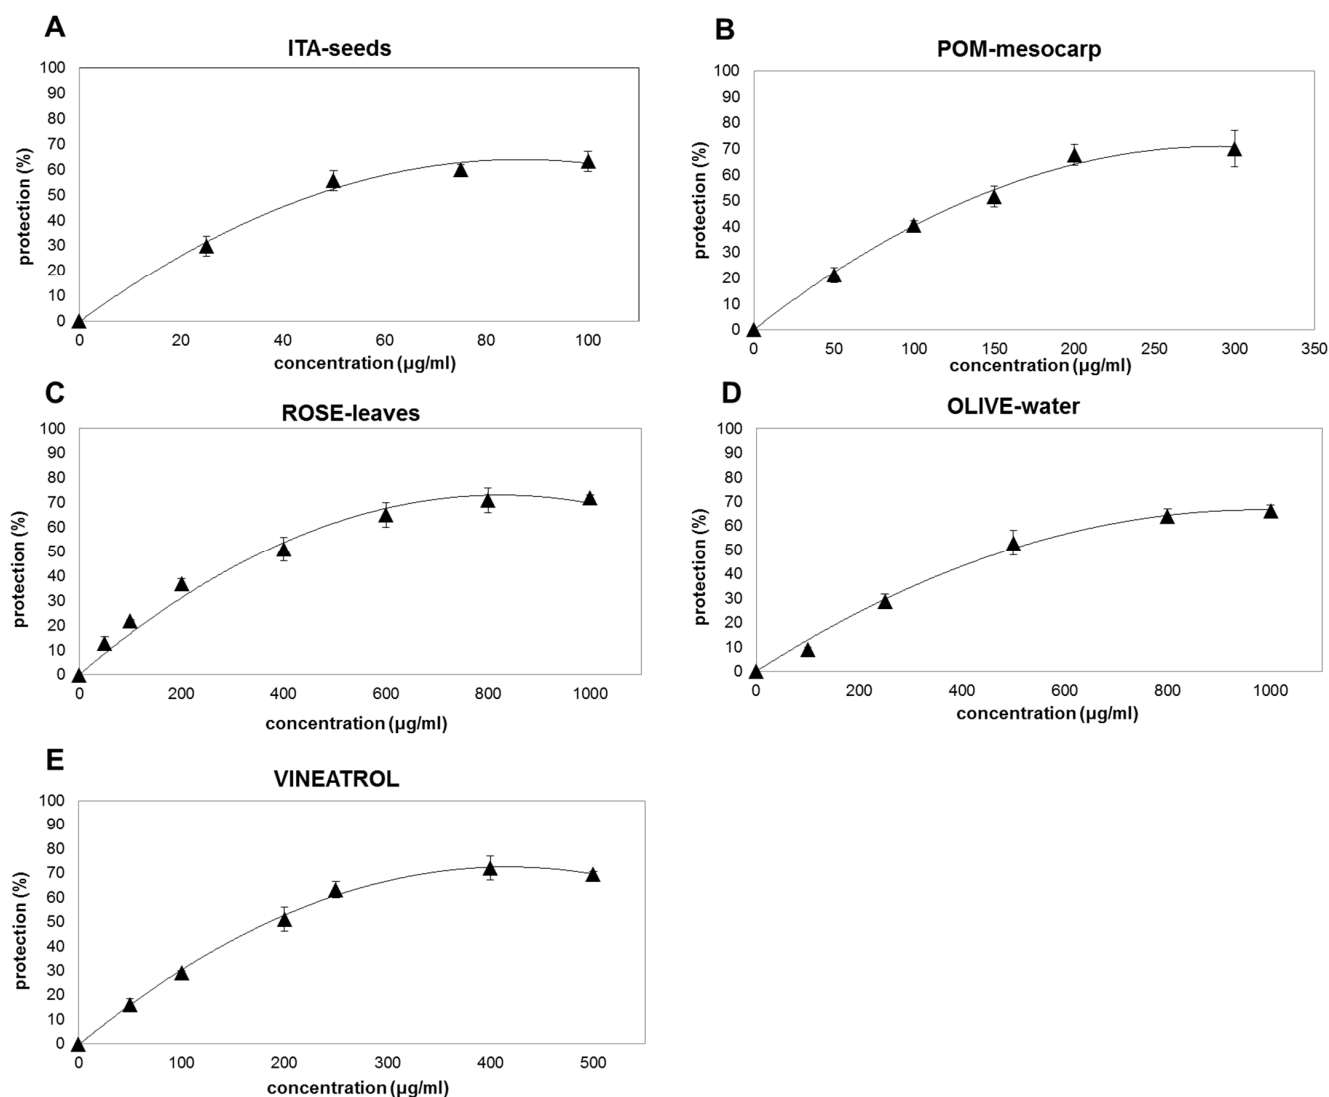 A
ITA-seeds
100
90
80
70
60
50
40
30
20
10
0
protection (%)
0 20 40 60 80 100
concentration (µg/ml)
B
POM-mesocarp
100
90
80
70
60
50
40
30
20
10
0
protection (%)
0 50 100 150 200 250 300 350
concentration (µg/ml)
C
ROSE-leaves
100
90
80
70
60
50
40
30
20
10
0
protection (%)
0 200 400 600 800 1000
concentration (µg/ml)
D
OLIVE-water
100
90
80
70
60
50
40
30
20
10
0
protection (%)
0 200 400 600 800 1000
concentration (µg/ml)
E
VINEATROL
100
90
80
70
60
50
40
30
20
10
0
protection (%)
0 100 200 300 400 500
concentration (µg/ml)